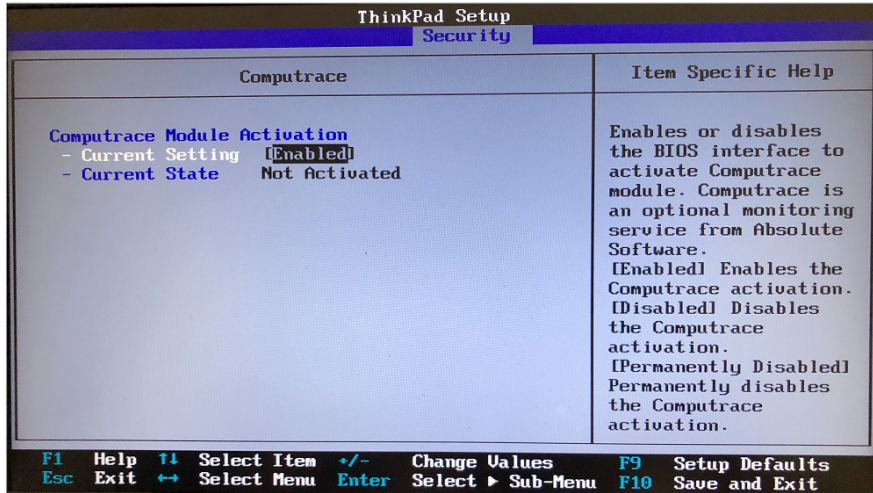 ThinkPad Setup
Security
Computrace
Item Specific Help
Computrace Module Activation
- Current Setting [Enabled]
- Current State Not Activated
Enables or disables
the BIOS interface to
activate Computrace
module. Computrace is
an optional monitoring
service from Absolute
Software.
[Enabled] Enables the
Computrace activation.
[Disabled] Disables
the Computrace
activation.
[Permanently Disabled]
Permanently disables
the Computrace
activation.
F1 Help ↑↓ Select Item +/- Change Values F9 Setup Defaults
Esc Exit ↔ Select Menu Enter Select ▶ Sub-Menu F10 Save and Exit